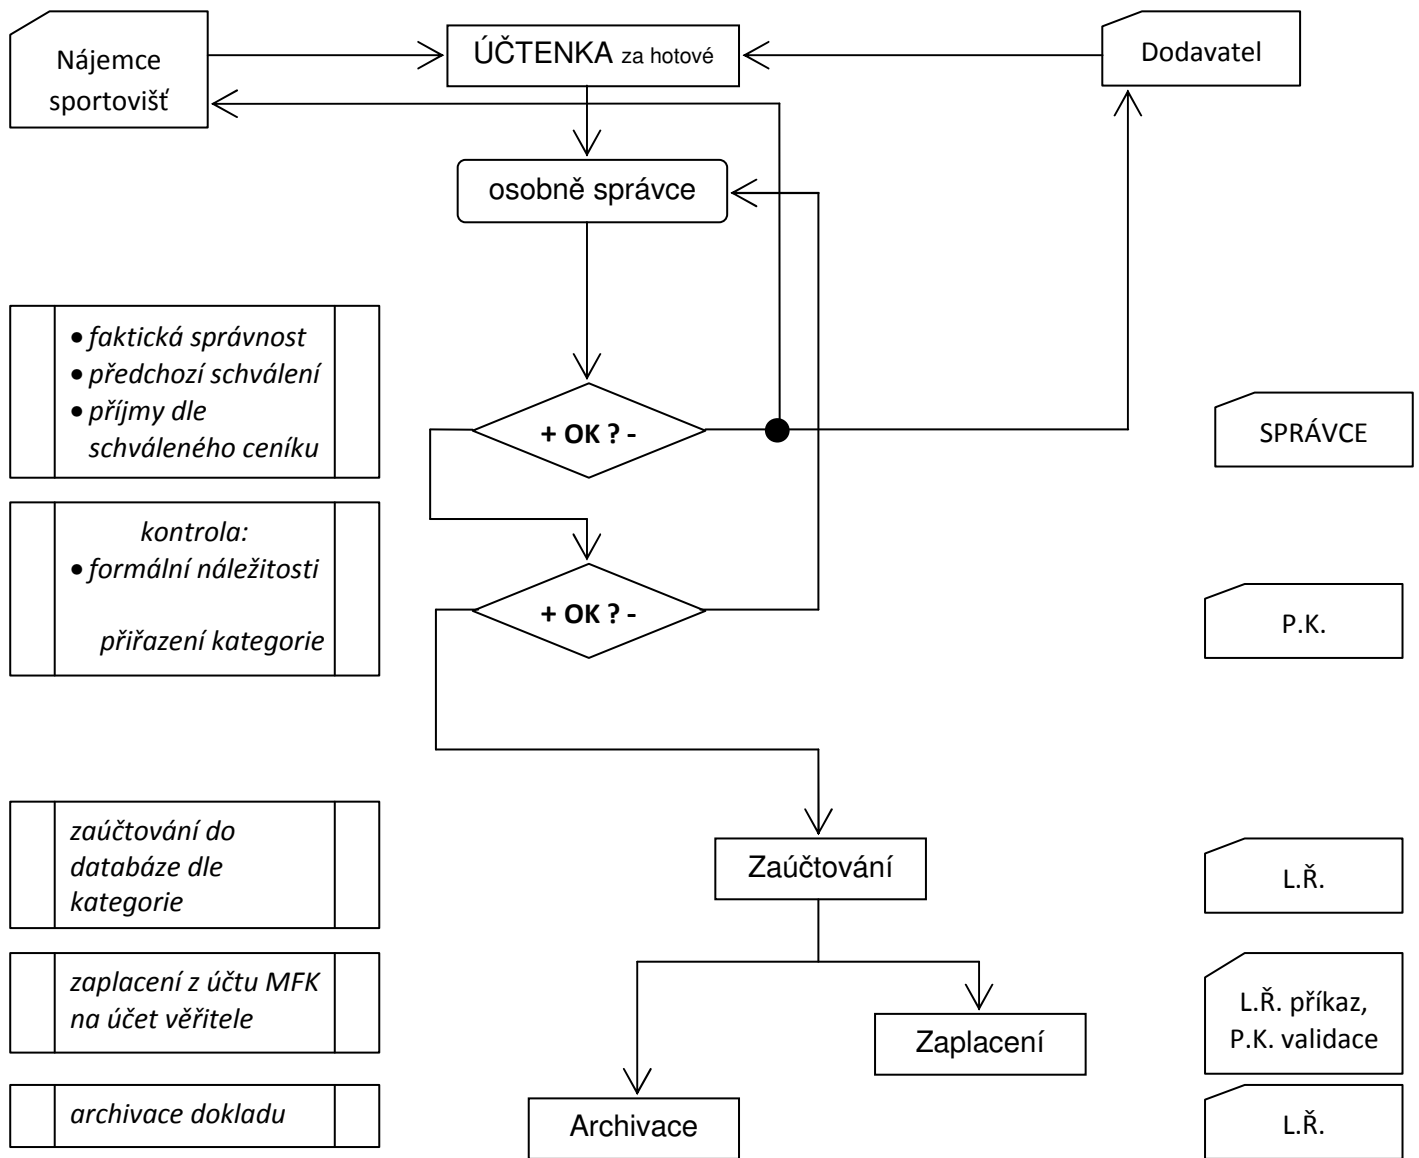 Nájemce
sportovišť
ÚČTENKA za hotové
Dodavatel
osobně správce
• faktická správnost
• předchozí schválení
• příjmy dle
schváleného ceníku
+ OK ? -
SPRÁVCE
kontrola:
• formální náležitosti
přiřazení kategorie
+ OK ? -
P.K.
zaúčtování do
databáze dle
kategorie
Zaúčtování
L.Ř.
zaplacení z účtu MFK
na účet věřitele
Zaplacení
L.Ř. příkaz,
P.K. validace
archivace dokladu
Archivace
L.Ř.